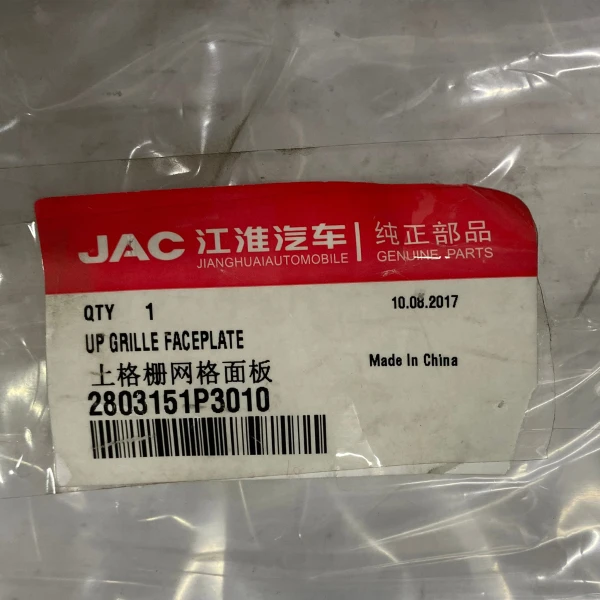 JAC 江淮汽车 纯正部品
JIANGHUAIAUTOMOBILE GENUINE PARTS
QTY 1 10.08.2017
UP GRILLE FACEPLATE
上格栅网格面板 Made In China
2803151P3010